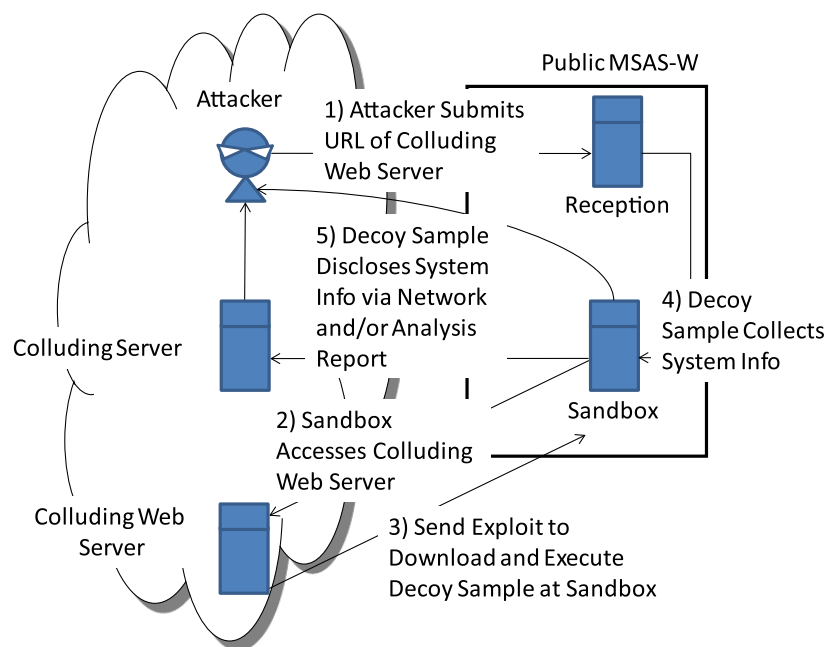 Public MSAS-W
Attacker
1) Attacker Submits
URL of Colluding
Web Server
Reception
5) Decoy Sample
Discloses System
Info via Network
and/or Analysis
Report
4) Decoy
Sample Collects
System Info
Colluding Server
Sandbox
2) Sandbox
Accesses Colluding
Web Server
Colluding Web
Server
3) Send Exploit to
Download and Execute
Decoy Sample at Sandbox